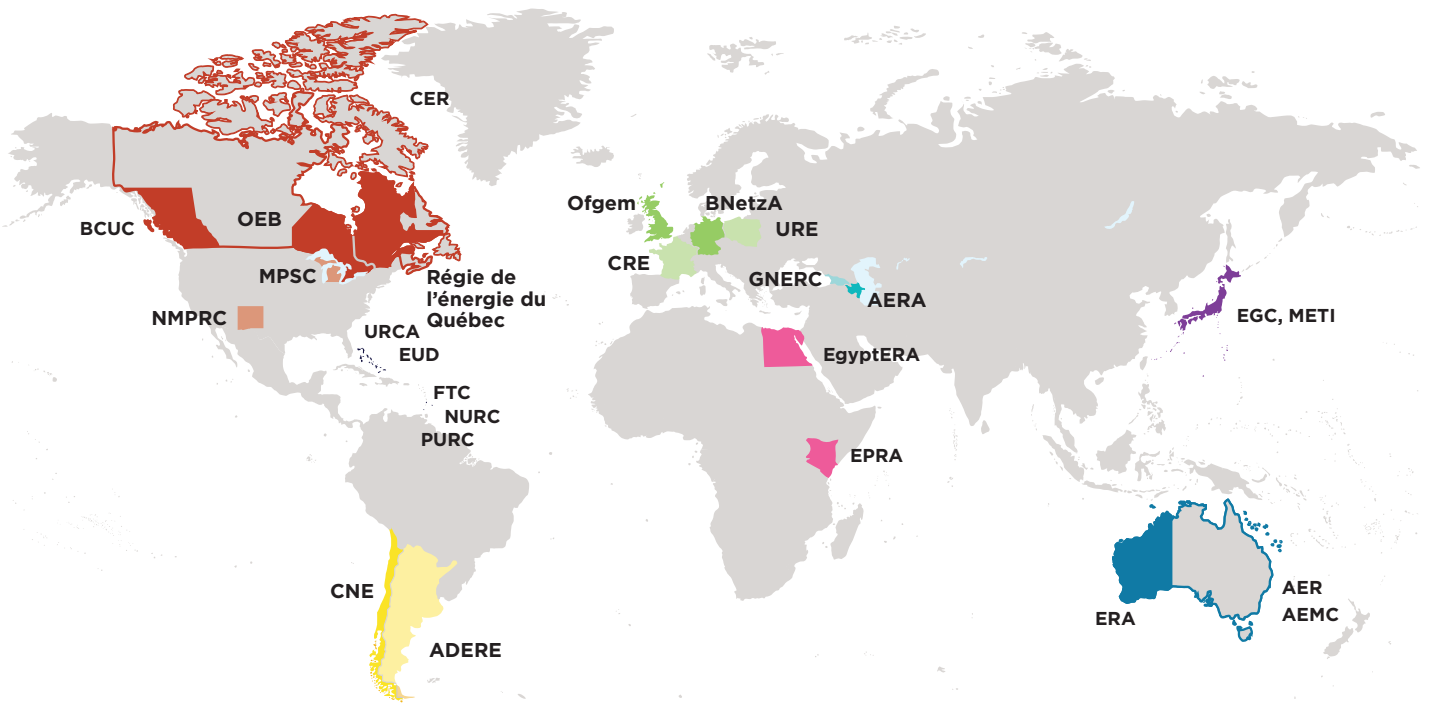 CER
Ofgem
BNetzA
BCUC
OEB
URE
CRE
MPSC
Régie de
l'énergie du
Québec
GNERC
AERA
NMPRC
EGC, METI
URCA
EUD
EgyptERA
FTC
NURC
PURC
EPRA
CNE
AER
ERA
AEMC
ADERE